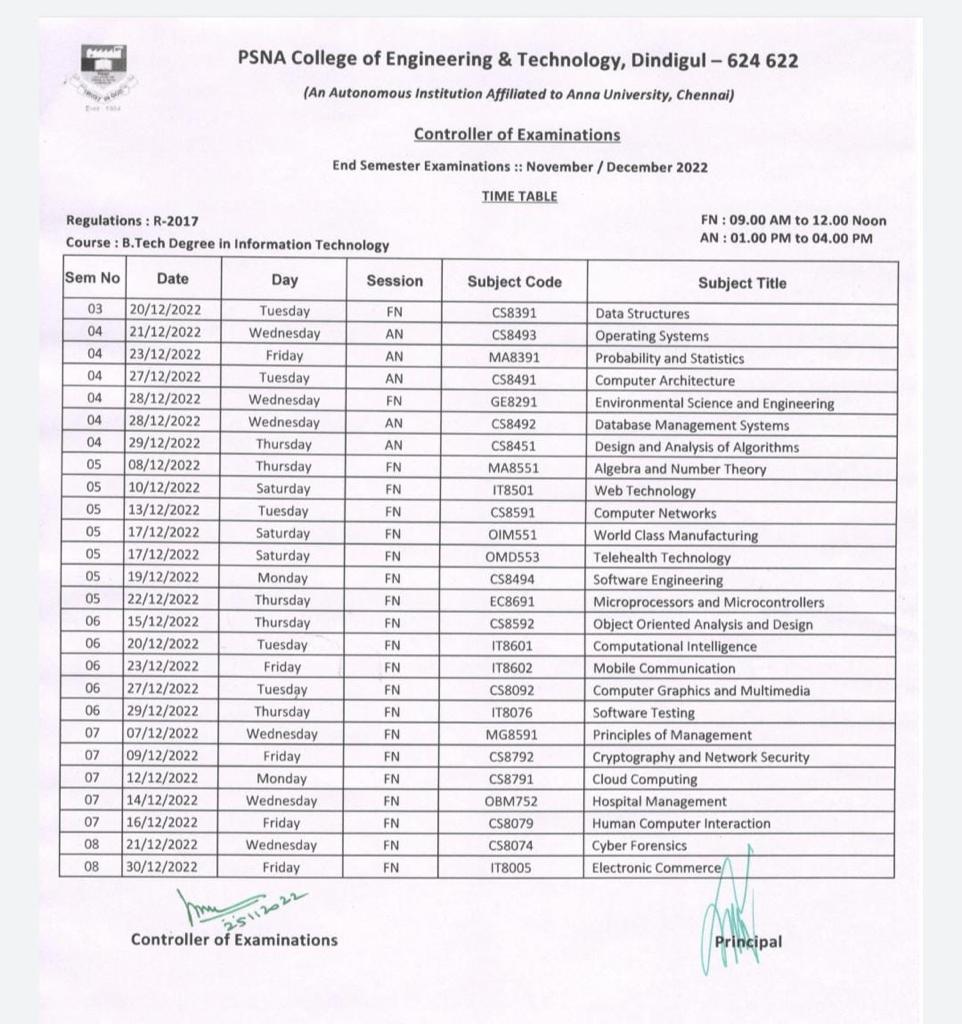 PSNA College of Engineering & Technology, Dindigul – 624 622
(An Autonomous Institution Affiliated to Anna University, Chennai)
Controller of Examinations
End Semester Examinations :: November / December 2022
TIME TABLE
Regulations : R-2017
FN : 09.00 AM to 12.00 Noon
Course : B.Tech Degree in Information Technology
AN : 01.00 PM to 04.00 PM
Sem No Date Day Session Subject Code Subject Title
03 20/12/2022 Tuesday FN CS8391 Data Structures
04 21/12/2022 Wednesday AN CS8493 Operating Systems
04 23/12/2022 Friday AN MA8391 Probability and Statistics
04 27/12/2022 Tuesday AN CS8491 Computer Architecture
04 28/12/2022 Wednesday FN GE8291 Environmental Science and Engineering
04 28/12/2022 Wednesday AN CS8492 Database Management Systems
04 29/12/2022 Thursday AN CS8451 Design and Analysis of Algorithms
05 08/12/2022 Thursday FN MA8551 Algebra and Number Theory
05 10/12/2022 Saturday FN IT8501 Web Technology
05 13/12/2022 Tuesday FN CS8591 Computer Networks
05 17/12/2022 Saturday FN OIM551 World Class Manufacturing
05 17/12/2022 Saturday FN OMD553 Telehealth Technology
05 19/12/2022 Monday FN CS8494 Software Engineering
05 22/12/2022 Thursday FN EC8691 Microprocessors and Microcontrollers
06 15/12/2022 Thursday FN CS8592 Object Oriented Analysis and Design
06 20/12/2022 Tuesday FN IT8601 Computational Intelligence
06 23/12/2022 Friday FN IT8602 Mobile Communication
06 27/12/2022 Tuesday FN CS8092 Computer Graphics and Multimedia
06 29/12/2022 Thursday FN IT8076 Software Testing
07 07/12/2022 Wednesday FN MG8591 Principles of Management
07 09/12/2022 Friday FN CS8792 Cryptography and Network Security
07 12/12/2022 Monday FN CS8791 Cloud Computing
07 14/12/2022 Wednesday FN OBM752 Hospital Management
07 16/12/2022 Friday FN CS8079 Human Computer Interaction
08 21/12/2022 Wednesday FN CS8074 Cyber Forensics
08 30/12/2022 Friday FN IT8005 Electronic Commerce
25112022
Controller of Examinations
Principal